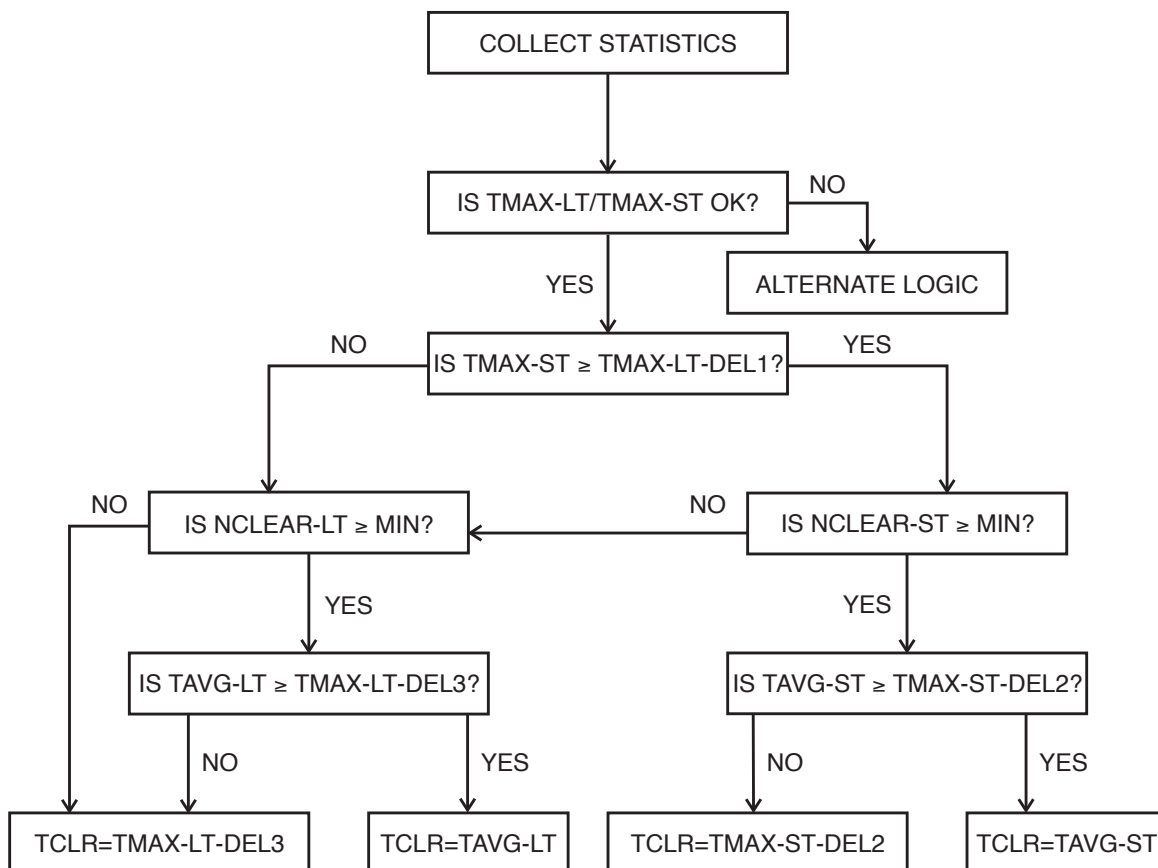 COLLECT STATISTICS
IS TMAX-LT/TMAX-ST OK?
NO
ALTERNATE LOGIC
YES
NO
IS TMAX-ST ≥ TMAX-LT-DEL1?
YES
NO
IS NCLEAR-LT ≥ MIN?
NO
IS NCLEAR-ST ≥ MIN?
YES
YES
IS TAVG-LT ≥ TMAX-LT-DEL3?
IS TAVG-ST ≥ TMAX-ST-DEL2?
NO
YES
NO
YES
TCLR=TMAX-LT-DEL3
TCLR=TAVG-LT
TCLR=TMAX-ST-DEL2
TCLR=TAVG-ST